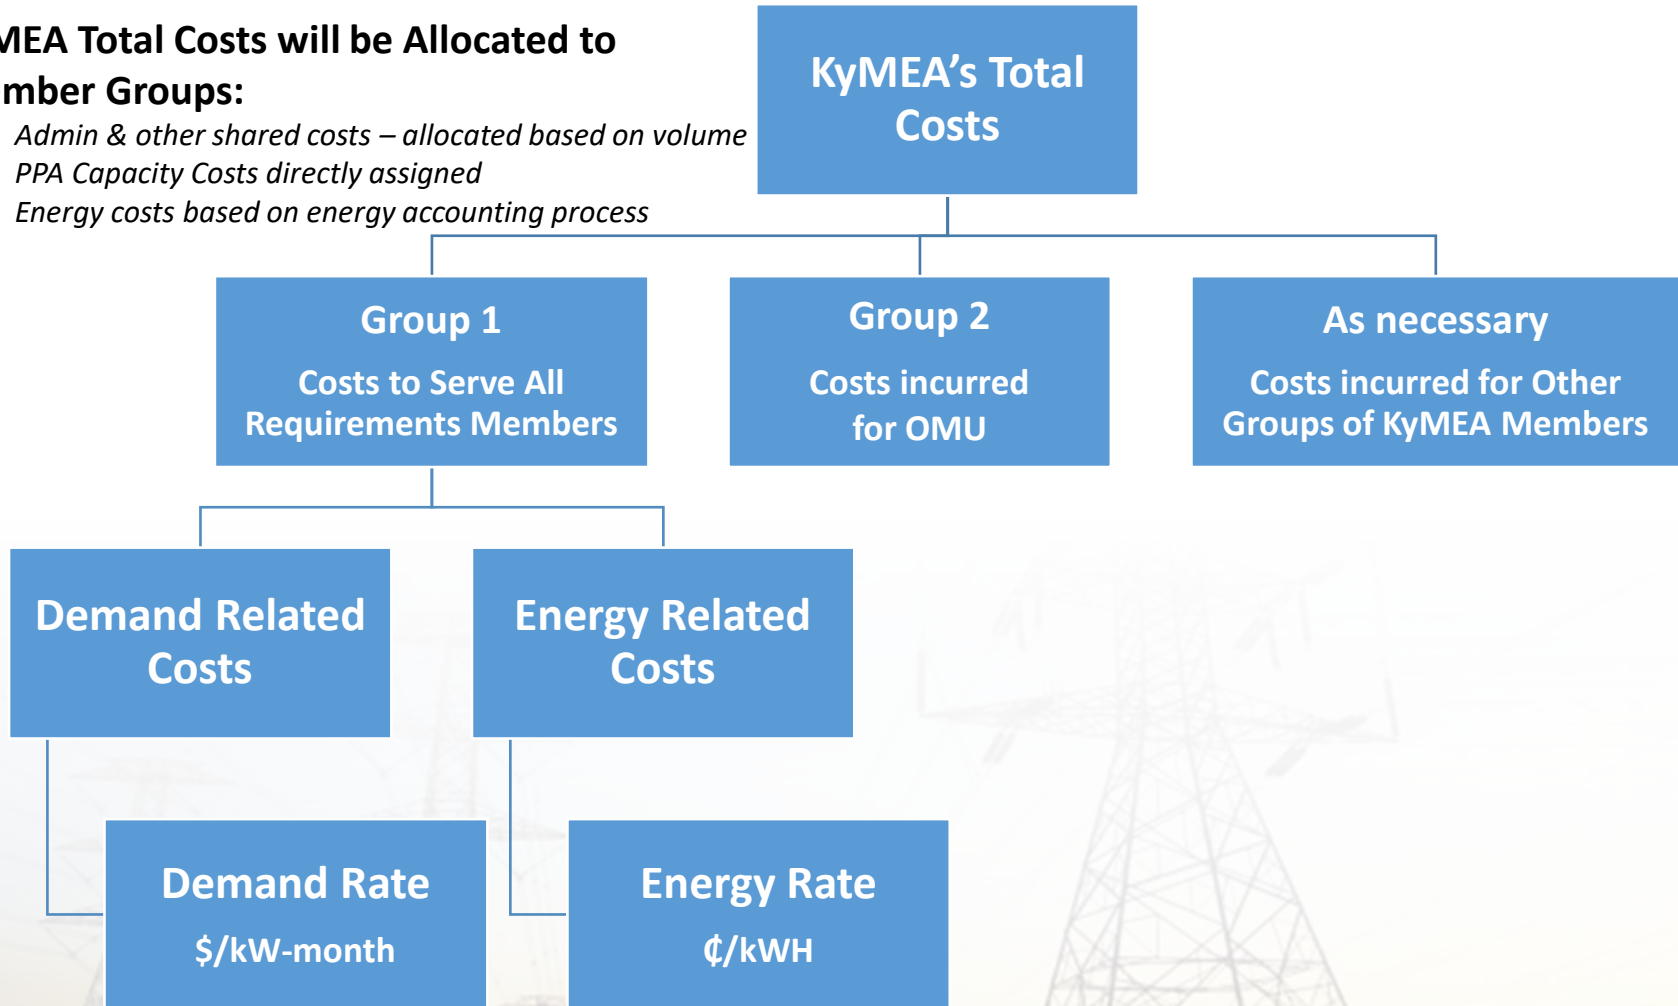 MEA Total Costs will be Allocated to
mber Groups:
Admin & other shared costs – allocated based on volume
PPA Capacity Costs directly assigned
Energy costs based on energy accounting process
KyMEA's Total
Costs
Group 1
Costs to Serve All
Requirements Members
Group 2
Costs incurred
for OMU
As necessary
Costs incurred for Other
Groups of KyMEA Members
Demand Related
Costs
Energy Related
Costs
Demand Rate
$/kW-month
Energy Rate
₵/kWH